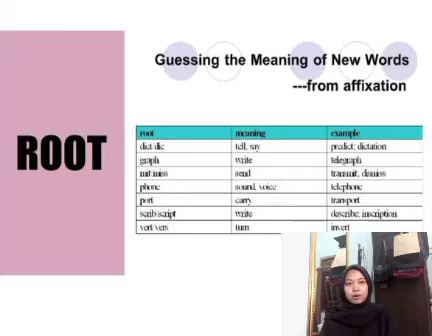 Guessing the Meaning of New Words
---from affixation
ROOT
root meaning example
dict/dic tell, say predict; dictation
graph write telegraph
mit/miss send transmit; dismiss
phone sound, voice telephone
port carry transport
scrib/script write describe; inscription
vert/vers turn invert